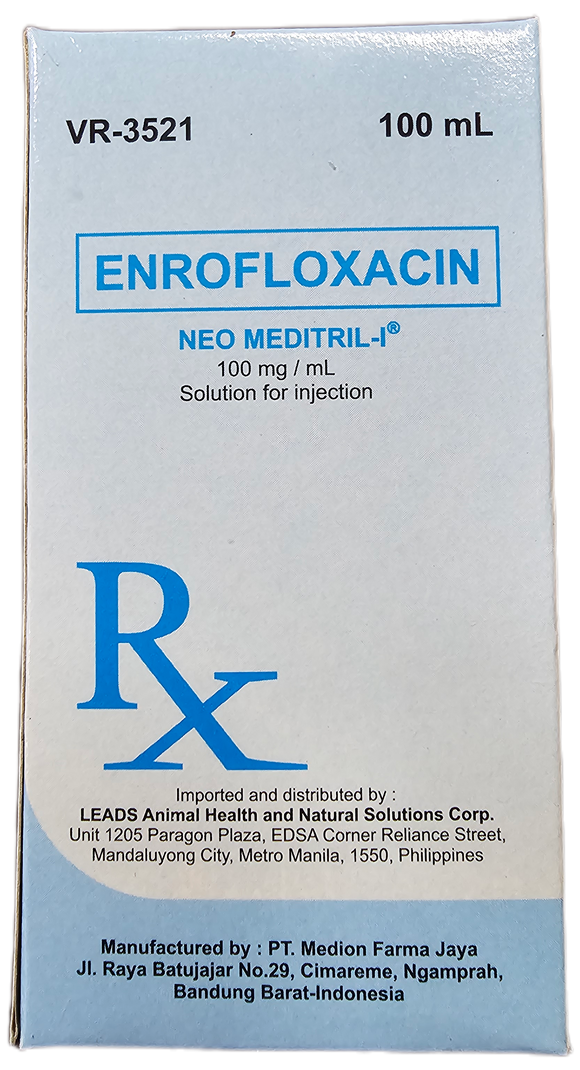 VR-3521 100 mL
ENROFLOXACIN
NEO MEDITRIL-I®
100 mg / mL
Solution for injection
Rx
Imported and distributed by :
LEADS Animal Health and Natural Solutions Corp.
Unit 1205 Paragon Plaza, EDSA Corner Reliance Street,
Mandaluyong City, Metro Manila, 1550, Philippines
Manufactured by : PT. Medion Farma Jaya
Jl. Raya Batujajar No.29, Cimareme, Ngamprah,
Bandung Barat-Indonesia